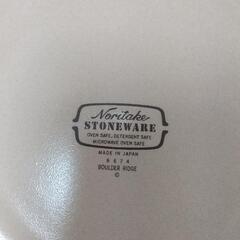 Noritake
STONEWARE
OVEN SAFE, DETERGENT SAFE
MICROWAVE OVEN SAFE
MADE IN JAPAN
8674
BOULDER RIDGE
©